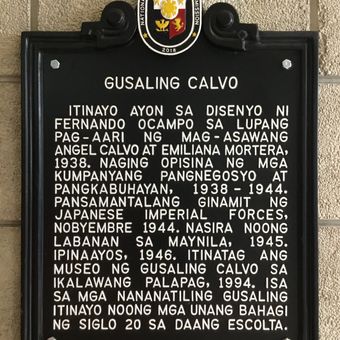 2018
GUSALING CALVO
ITINAYO AYON SA DISENYO NI
FERNANDO OCAMPO SA LUPANG
PAG-AARI NG MAG-ASAWANG
ANGEL CALVO AT EMILIANA MORTERA,
1938. NAGING OPISINA NG MGA
KUMPANYANG PANGNEGOSYO AT
PANGKABUHAYAN, 1938-1944.
PANSAMANTALANG GINAMIT NG
JAPANESE IMPERIAL FORCES,
NOBYEMBRE 1944. NASIRA NOONG
LABANAN SA MAYNILA, 1945.
IPINAAYOS, 1946. ITINATAG ANG
MUSEO NG GUSALING CALVO SA
IKALAWANG PALAPAG, 1994. ISA
SA MGA NANANATILING GUSALING
ITINAYO NOONG MGA UNANG BAHAGI
NG SIGLO 20 SA DAANG ESCOLTA.